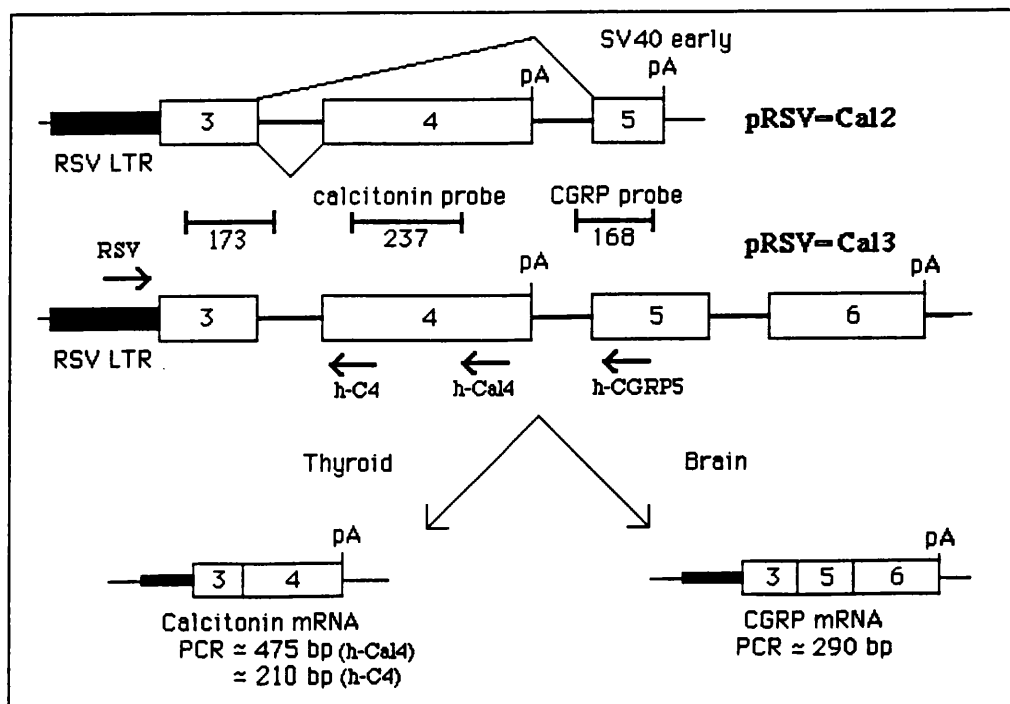 SV40 early
pA
pA
3
4
5
pRSV=Cal2
RSV LTR
calcitonin probe
CGRP probe
173
237
168
pRSV=Cal3
RSV
pA
pA
3
4
5
6
RSV LTR
h-C4
h-Cal4
h-CGRP5
Thyroid
Brain
pA
pA
3
4
3
5
6
Calcitonin mRNA
CGRP mRNA
PCR ≃ 475 bp (h-Cal4)
PCR ≃ 290 bp
≃ 210 bp (h-C4)